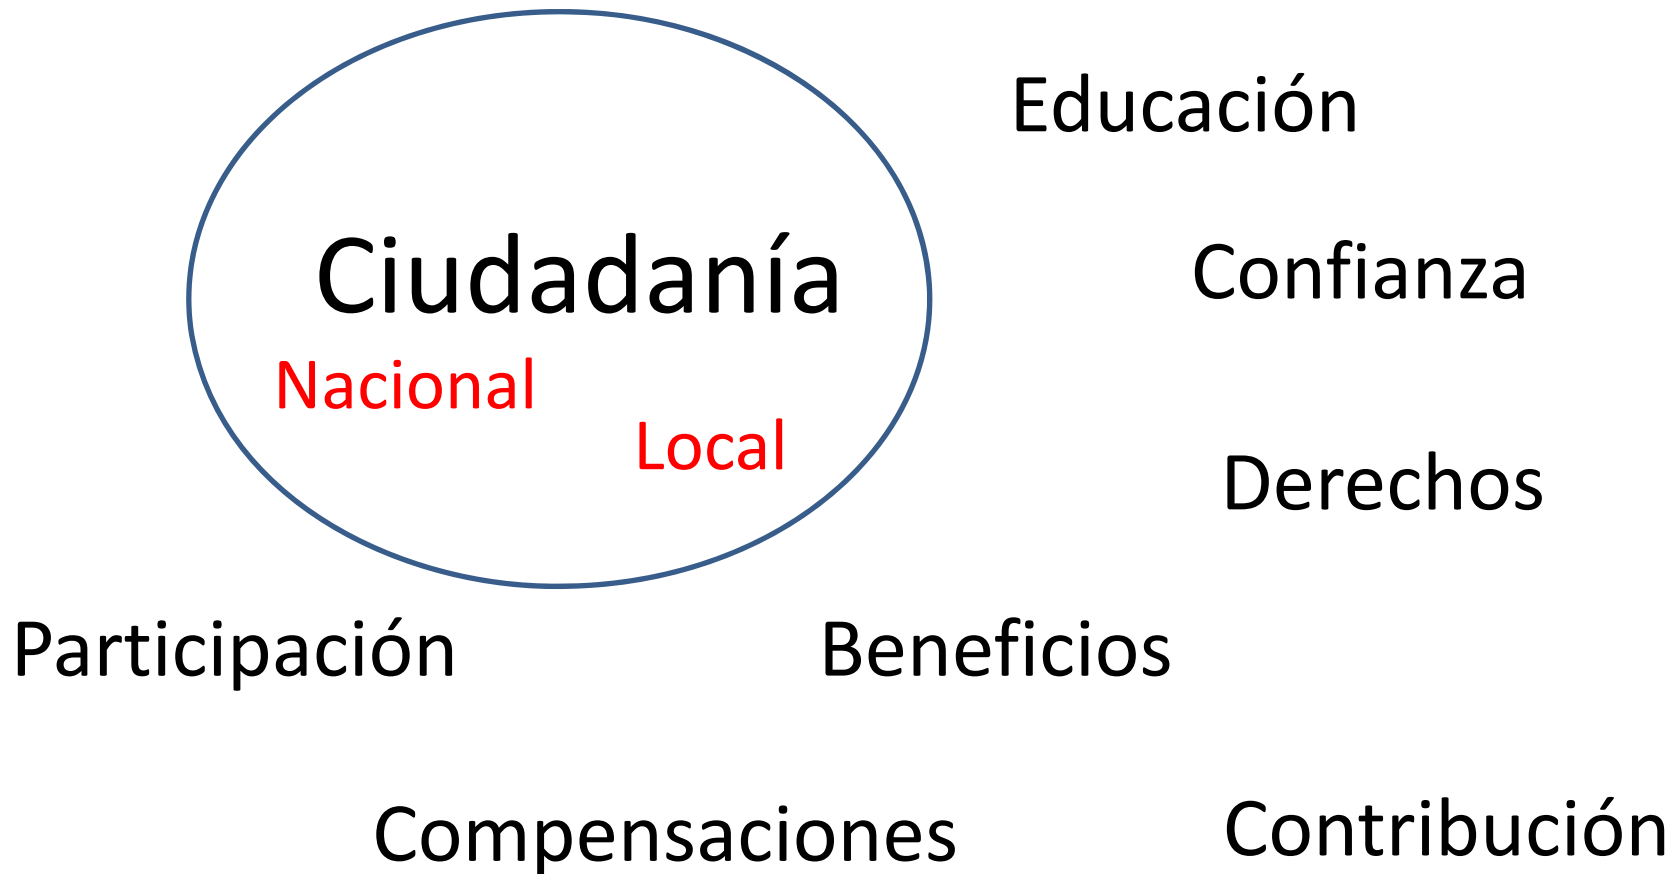 Educación
Ciudadanía
Confianza
Nacional
Local
Derechos
Participación
Beneficios
Compensaciones
Contribución